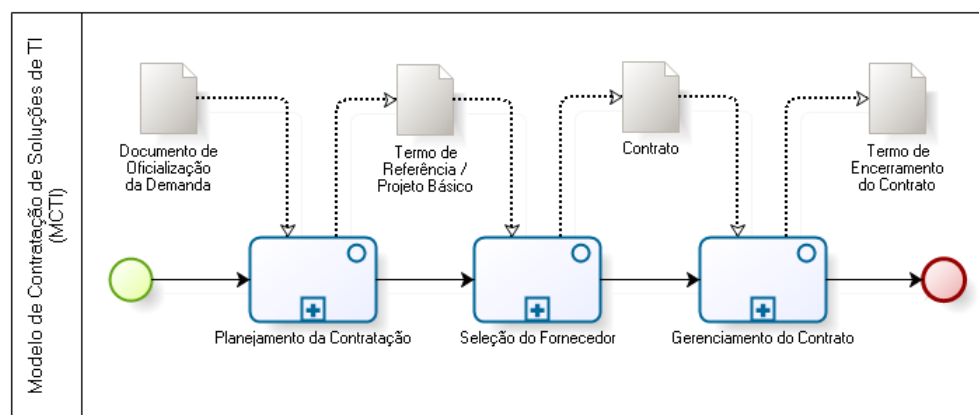 Modelo de Contratação de Soluções de TI
(MCTI)
Documento de
Oficialização
da Demanda
Termo de
Referência /
Projeto Básico
Contrato
Termo de
Encerramento
do Contrato
Planejamento da Contratação
Seleção do Fornecedor
Gerenciamento do Contrato